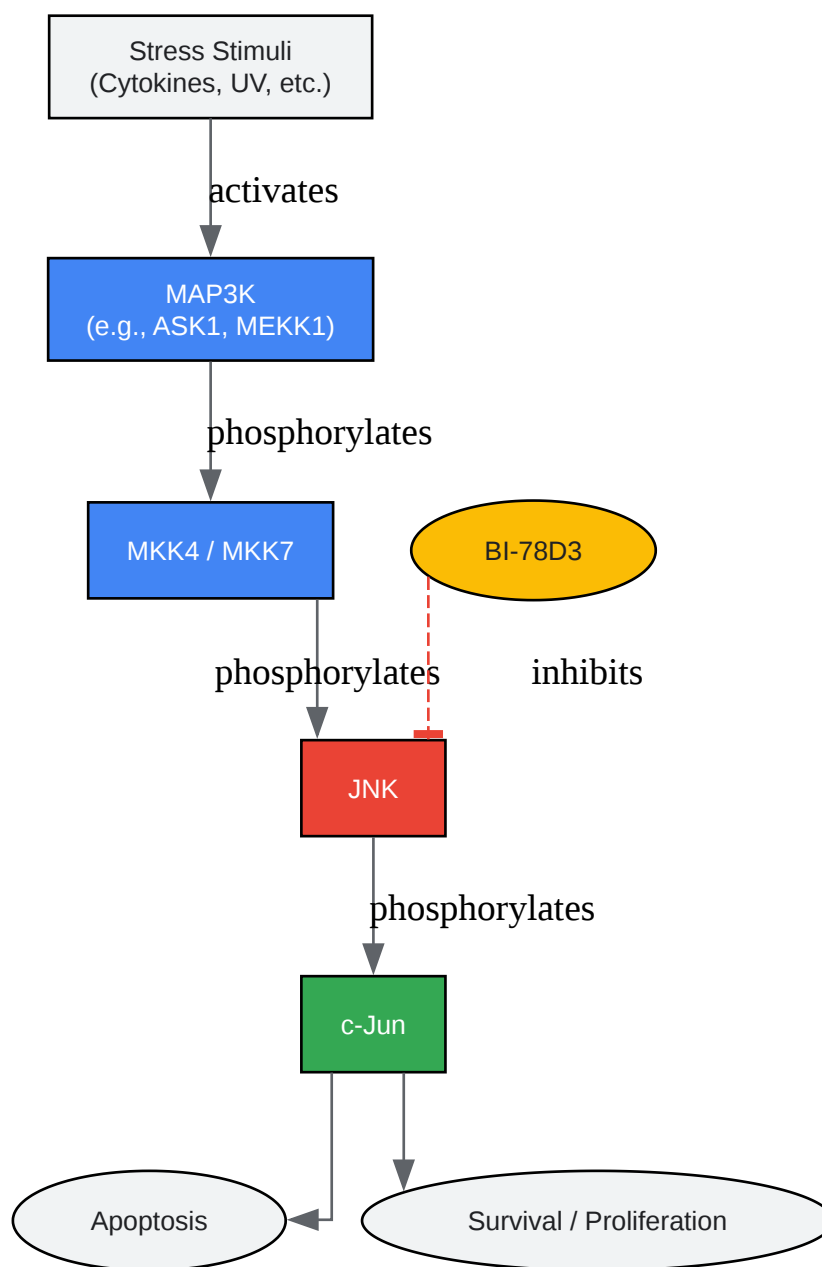 Stress Stimuli
(Cytokines, UV, etc.)
activates
MAP3K
(e.g., ASK1, MEKK1)
phosphorylates
MKK4 / MKK7
BI-78D3
phosphorylates
inhibits
JNK
phosphorylates
c-Jun
Apoptosis
Survival / Proliferation